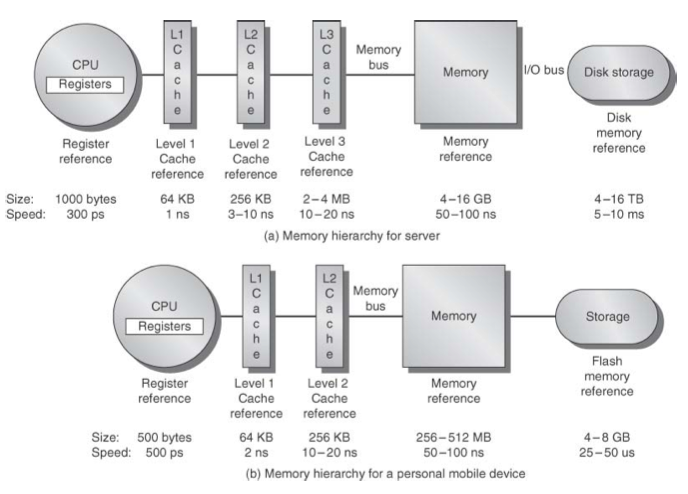 L1 Cache
L2 Cache
L3 Cache
CPU
Registers
Memory bus
Memory
I/O bus
Disk storage
Register reference
Level 1 Cache reference
Level 2 Cache reference
Level 3 Cache reference
Memory reference
Disk memory reference
Size: 1000 bytes 64 KB 256 KB 2–4 MB 4–16 GB 4–16 TB
Speed: 300 ps 1 ns 3–10 ns 10–20 ns 50–100 ns 5–10 ms
(a) Memory hierarchy for server
L1 Cache
L2 Cache
CPU
Registers
Memory bus
Memory
Storage
Register reference
Level 1 Cache reference
Level 2 Cache reference
Memory reference
Flash memory reference
Size: 500 bytes 64 KB 256 KB 256–512 MB 4–8 GB
Speed: 500 ps 2 ns 10–20 ns 50–100 ns 25–50 us
(b) Memory hierarchy for a personal mobile device